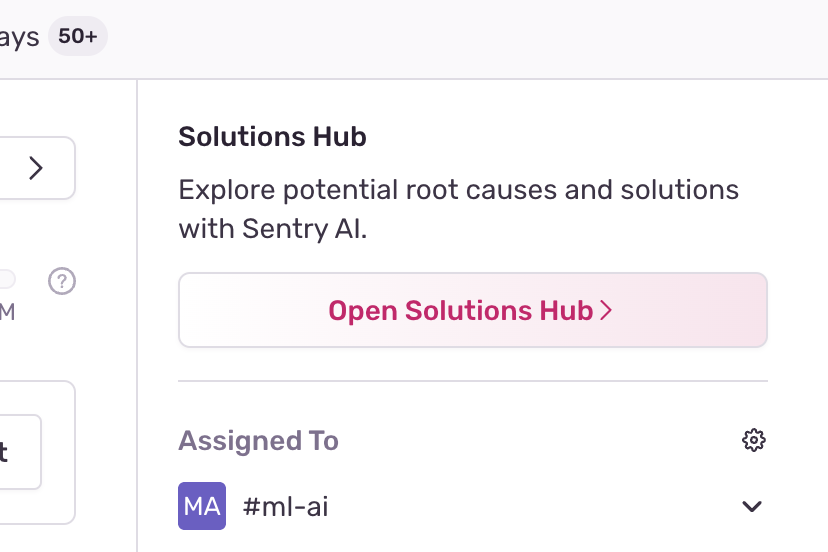 ays 50+
Solutions Hub
Explore potential root causes and solutions
with Sentry AI.
?
M
Open Solutions Hub
t
Assigned To
MA #ml-ai